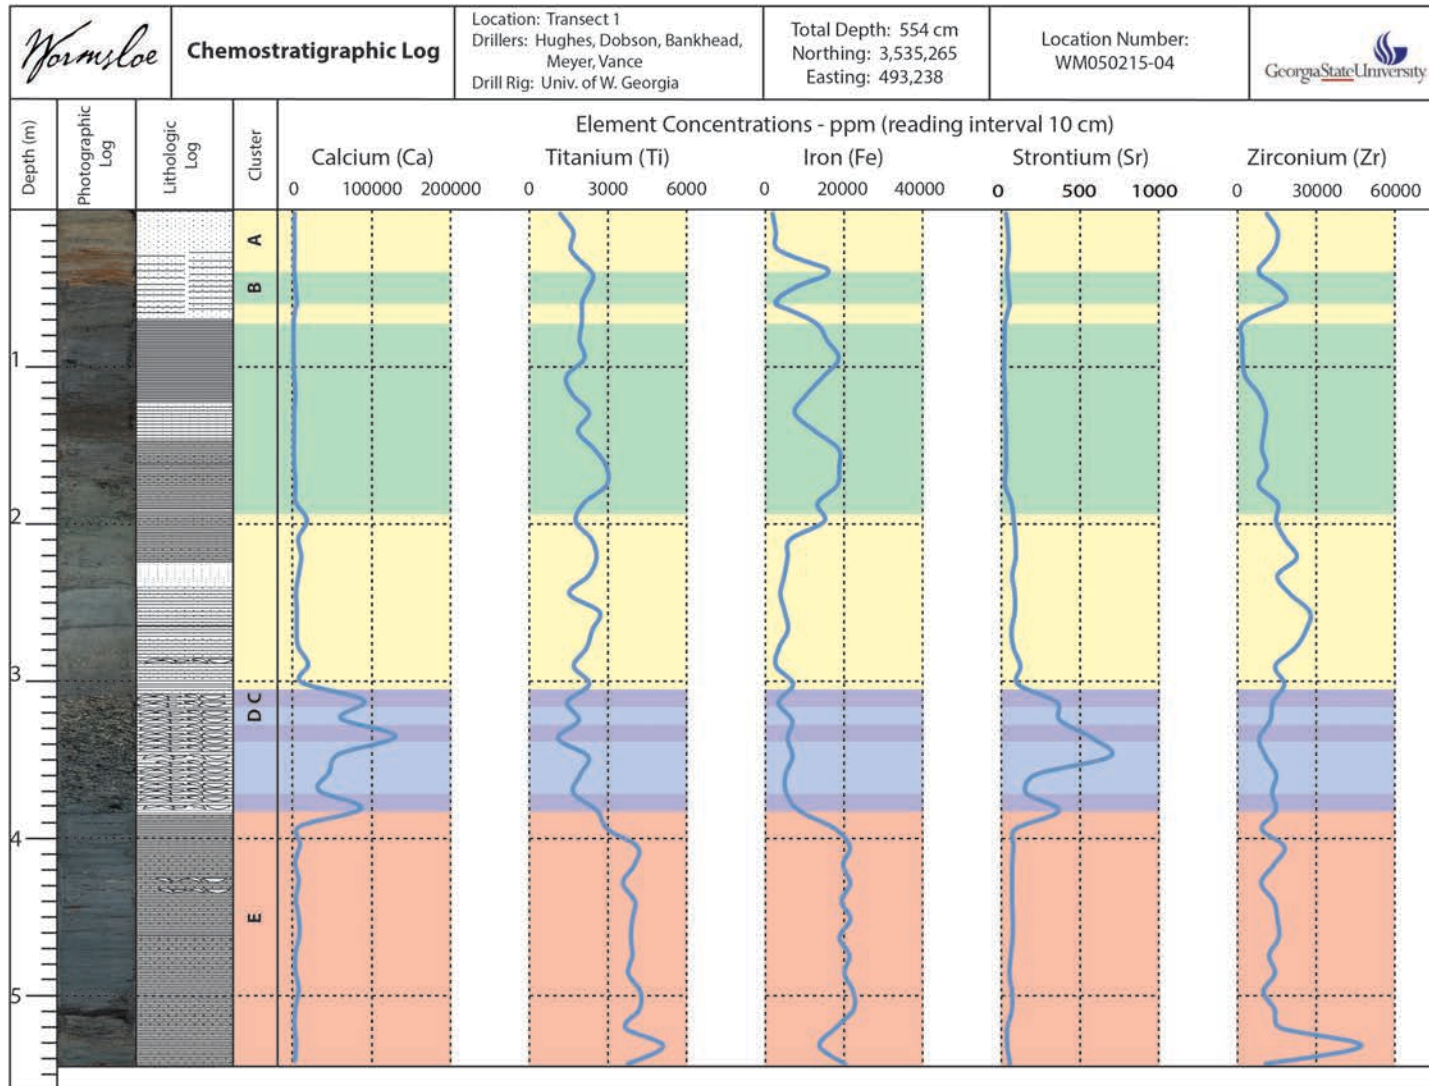 Wormsloe
Chemostratigraphic Log
Location: Transect 1
Drillers: Hughes, Dobson, Bankhead,
Meyer, Vance
Drill Rig: Univ. of W. Georgia
Total Depth: 554 cm
Northing: 3,535,265
Easting: 493,238
Location Number:
WM050215-04
GeorgiaStateUniversity
Depth (m)
Photographic
Log
Lithologic
Log
Cluster
Element Concentrations - ppm (reading interval 10 cm)
Calcium (Ca)
Titanium (Ti)
Iron (Fe)
Strontium (Sr)
Zirconium (Zr)
0 100000 200000
0 3000 6000
0 20000 40000
0 500 1000
0 30000 60000
A
B
1
2
3
D C
4
E
5